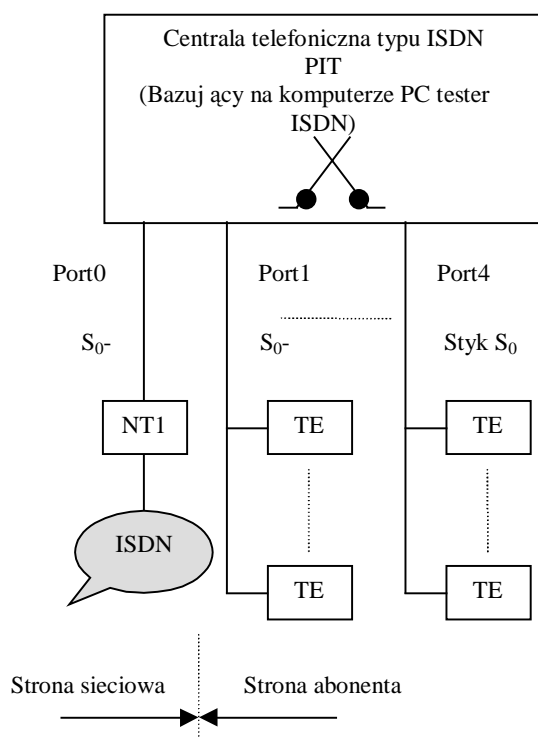 Centrala telefoniczna typu ISDN
PIT
(Bazuj ący na komputerze PC tester
ISDN)
Port0 Port1 Port4
S₀- S₀- Styk S₀
NT1 TE TE
ISDN
TE TE
Strona sieciowa Strona abonenta